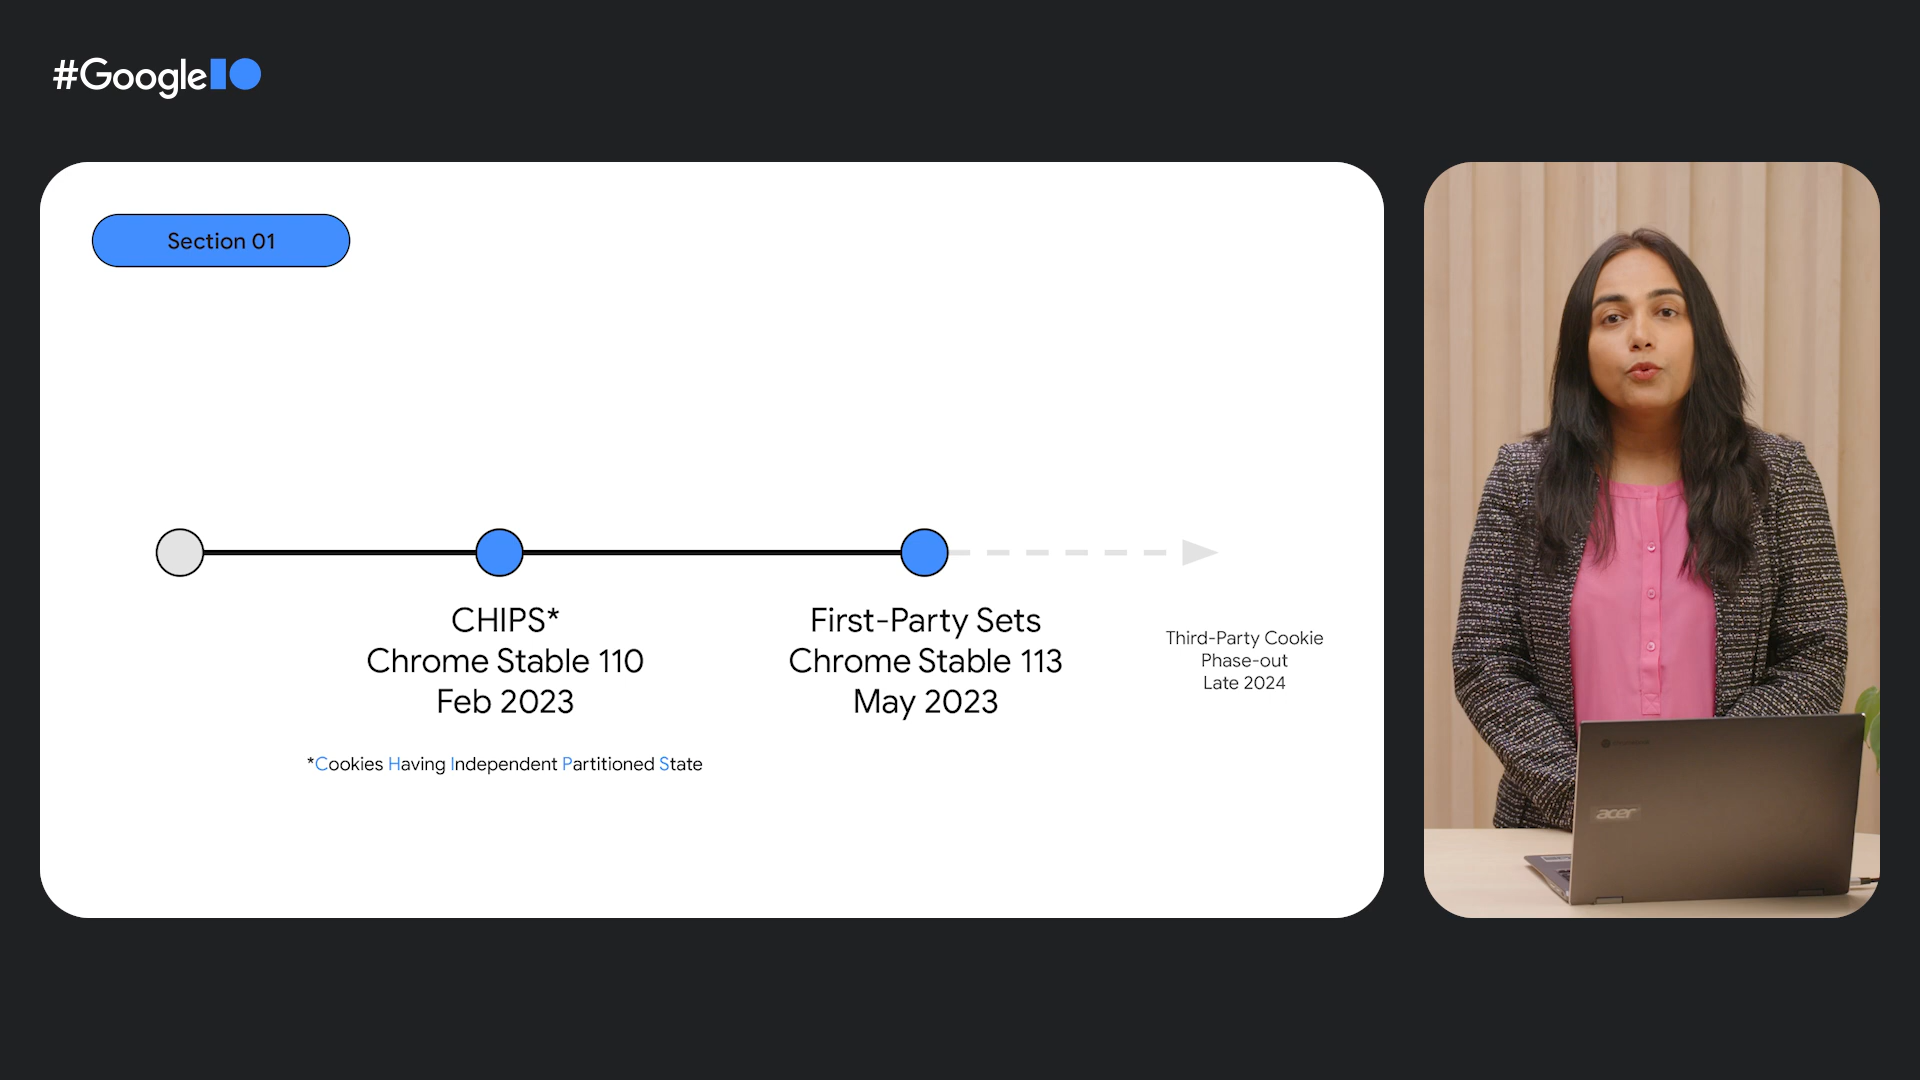 #GoogleIO
Section 01
CHIPS*
Chrome Stable 110
Feb 2023
*Cookies Having Independent Partitioned State
First-Party Sets
Chrome Stable 113
May 2023
Third-Party Cookie
Phase-out
Late 2024
acer